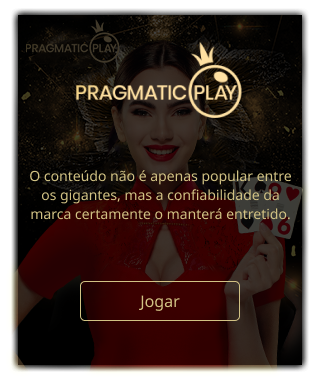 PRAGMATIC PLAY
PRAGMATIC PLAY
O conteúdo não é apenas popular entre
os gigantes, mas a confiabilidade da
marca certamente o manterá entretido.
Jogar